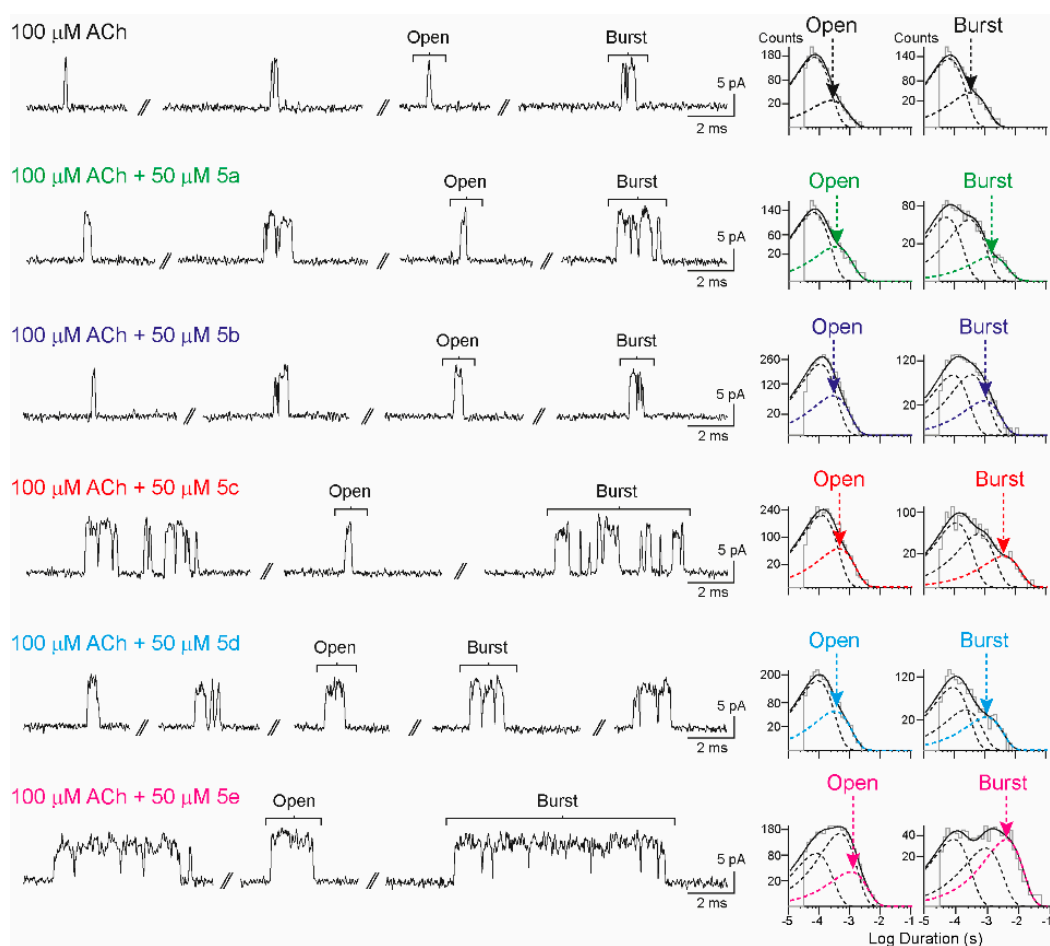 100 μM ACh
Open
Burst
5 pA
2 ms
Open
Burst
Counts
180
80
20
Counts
140
80
20
100 μM ACh + 50 μM 5a
Open
Burst
5 pA
2 ms
Open
Burst
140
60
20
80
20
100 μM ACh + 50 μM 5b
Open
Burst
5 pA
2 ms
Open
Burst
260
120
20
120
20
100 μM ACh + 50 μM 5c
Open
Burst
5 pA
2 ms
Open
Burst
240
100
20
100
20
100 μM ACh + 50 μM 5d
Open
Burst
5 pA
2 ms
Open
Burst
200
80
20
120
20
100 μM ACh + 50 μM 5e
Open
Burst
5 pA
2 ms
Open
Burst
180
80
20
40
20
-5 -4 -3 -2 -1
-5 -4 -3 -2 -1
Log Duration (s)